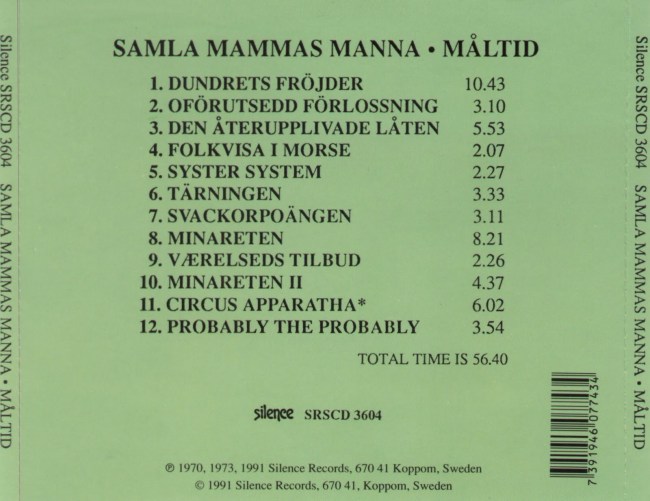 SAMLA MAMMAS MANNA • MÅLTID
1. DUNDRETS FRÖJDER 10.43
2. OFÖRUTSEDD FÖRLOSSNING 3.10
3. DEN ÅTERUPPLIVADE LÅTEN 5.53
4. FOLKVISA I MORSE 2.07
5. SYSTER SYSTEM 2.27
6. TÄRNINGEN 3.33
7. SVACKORPOÄNGEN 3.11
8. MINARETEN 8.21
9. VÆRELSEDS TILBUD 2.26
10. MINARETEN II 4.37
11. CIRCUS APPARATHA* 6.02
12. PROBABLY THE PROBABLY 3.54
TOTAL TIME IS 56.40
silence SRSCD 3604
℗ 1970, 1973, 1991 Silence Records, 670 41 Koppom, Sweden
© 1991 Silence Records, 670 41, Koppom, Sweden
7 391946 077434
Silence SRSCD 3604 SAMLA MAMMAS MANNA • MÅLTID
Silence SRSCD 3604 SAMLA MAMMAS MANNA • MÅLTID